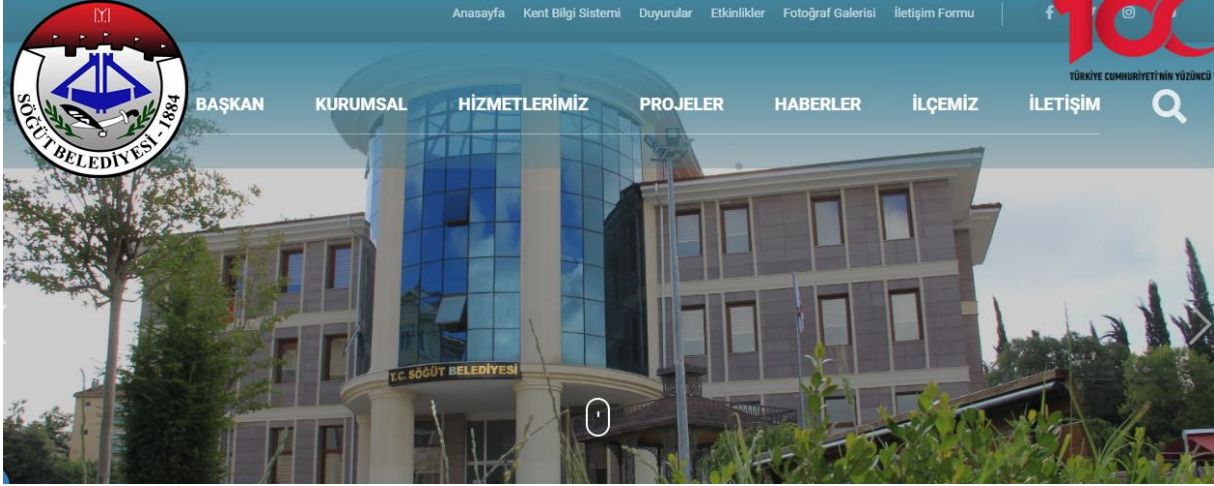 Anasayfa Kent Bilgi Sistemi Duyurular Etkinlikler Fotoğraf Galerisi İletişim Formu
100
TÜRKİYE CUMHURİYETİ'NİN YÜZÜNCÜ
BAŞKAN KURUMSAL HİZMETLERİMİZ PROJELER HABERLER İLÇEMİZ İLETİŞİM
SÖĞÜT BELEDİYESİ - 1884
T.C. SÖĞÜT BELEDİYESİ